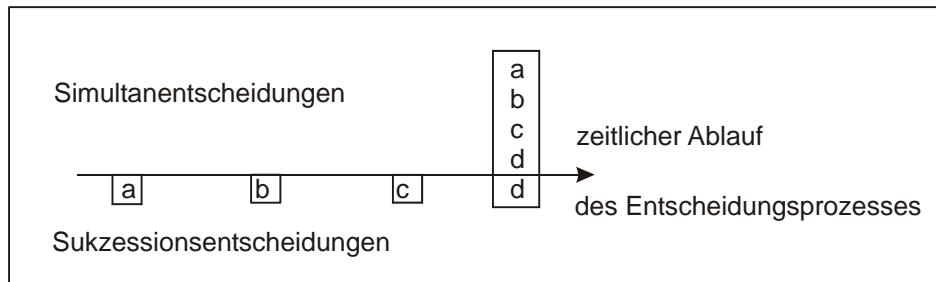 Simultanentscheidungen
a
b
c
d
zeitlicher Ablauf
a
b
c
d
des Entscheidungsprozesses
Sukzessionsentscheidungen